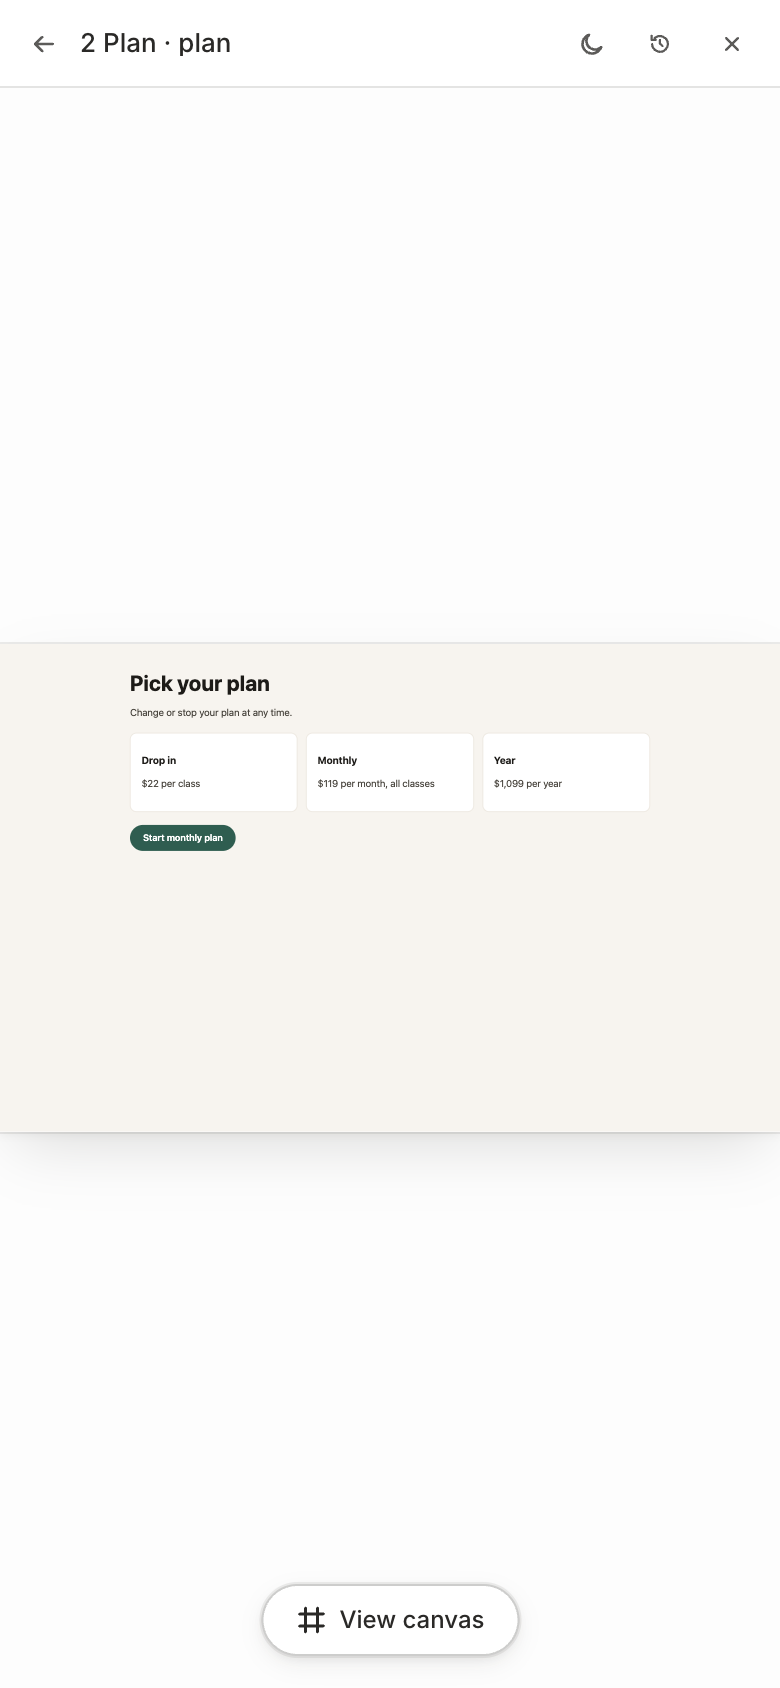 2 Plan · plan
Pick your plan
Change or stop your plan at any time.
Drop in
$22 per class
Monthly
$119 per month, all classes
Year
$1,099 per year
Start monthly plan
View canvas